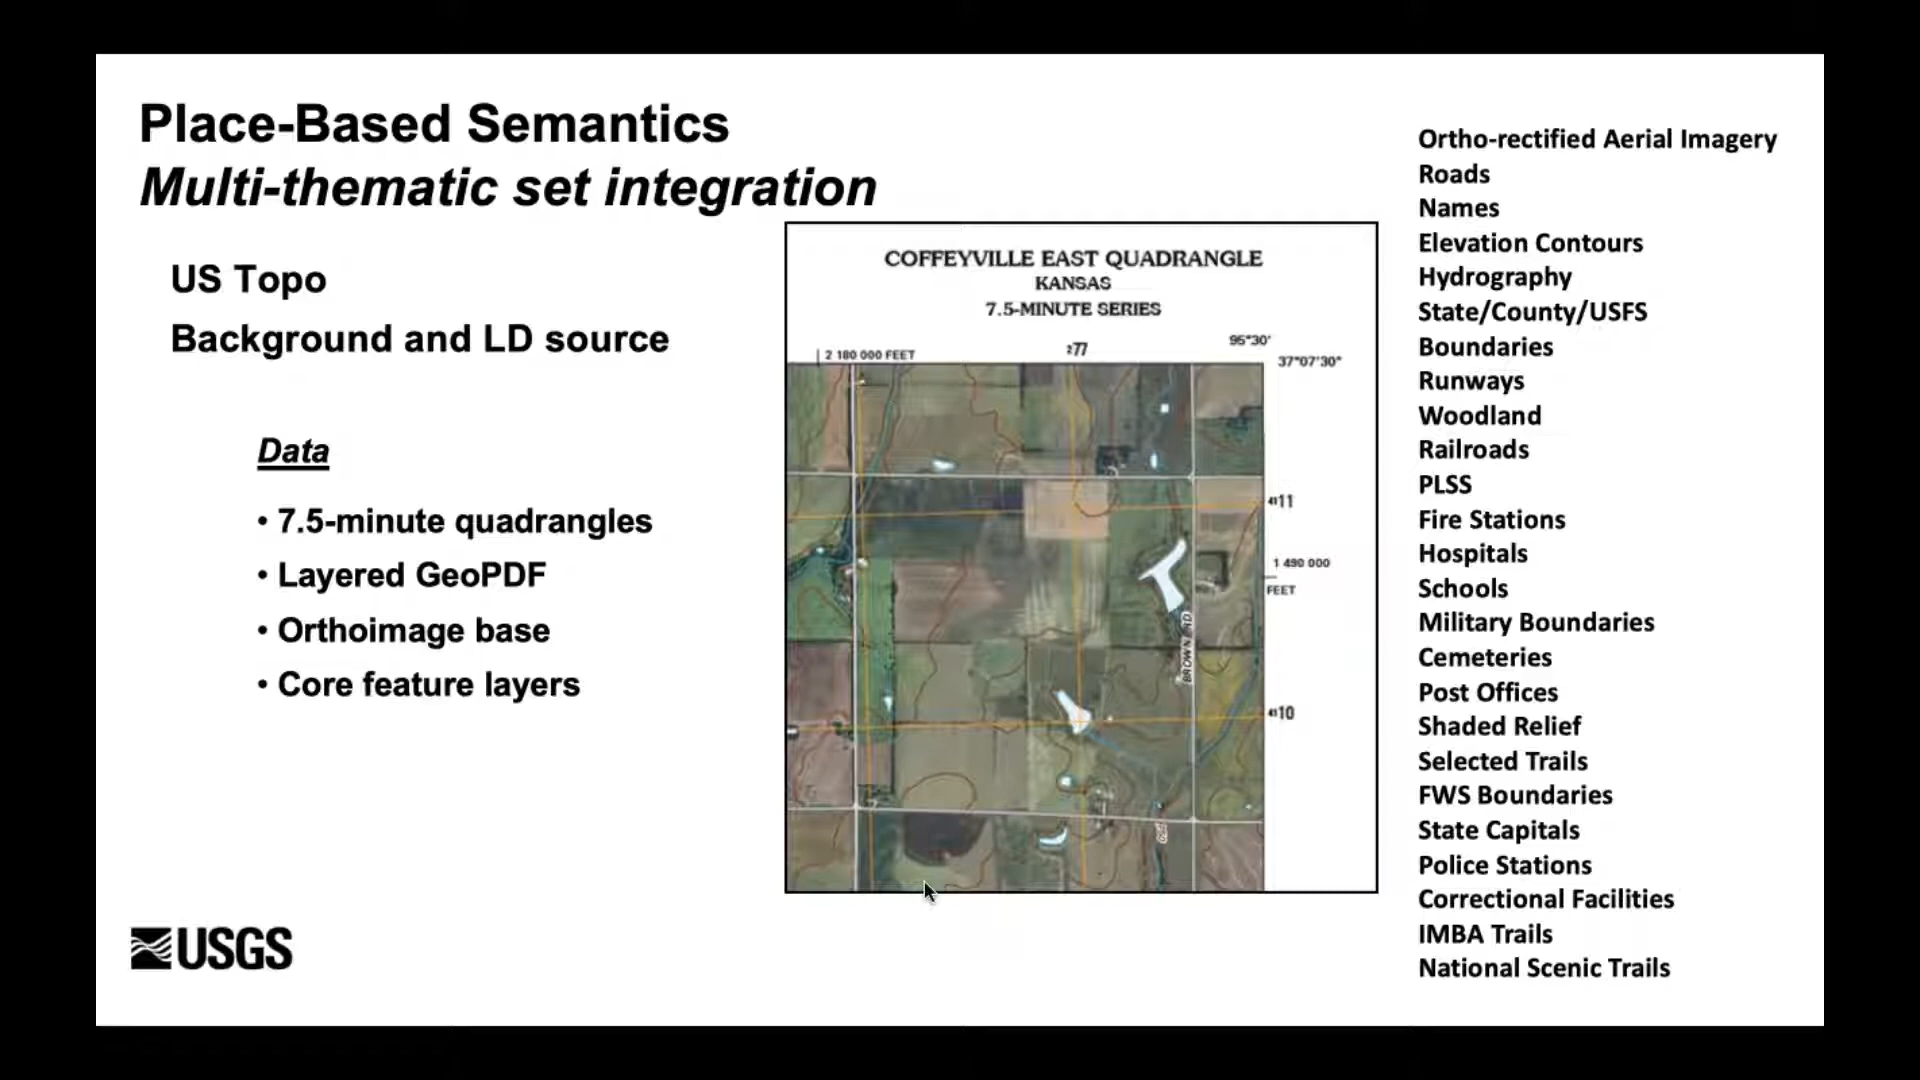 Place-Based Semantics
Multi-thematic set integration
US Topo
Background and LD source
Data
• 7.5-minute quadrangles
• Layered GeoPDF
• Orthoimage base
• Core feature layers
USGS
COFFEYVILLE EAST QUADRANGLE
KANSAS
7.5-MINUTE SERIES
2 180 000 FEET
²77
95°30'
37°07'30"
⁴¹11
1 490 000
FEET
BROWN RD
⁴¹10
Ortho-rectified Aerial Imagery
Roads
Names
Elevation Contours
Hydrography
State/County/USFS
Boundaries
Runways
Woodland
Railroads
PLSS
Fire Stations
Hospitals
Schools
Military Boundaries
Cemeteries
Post Offices
Shaded Relief
Selected Trails
FWS Boundaries
State Capitals
Police Stations
Correctional Facilities
IMBA Trails
National Scenic Trails